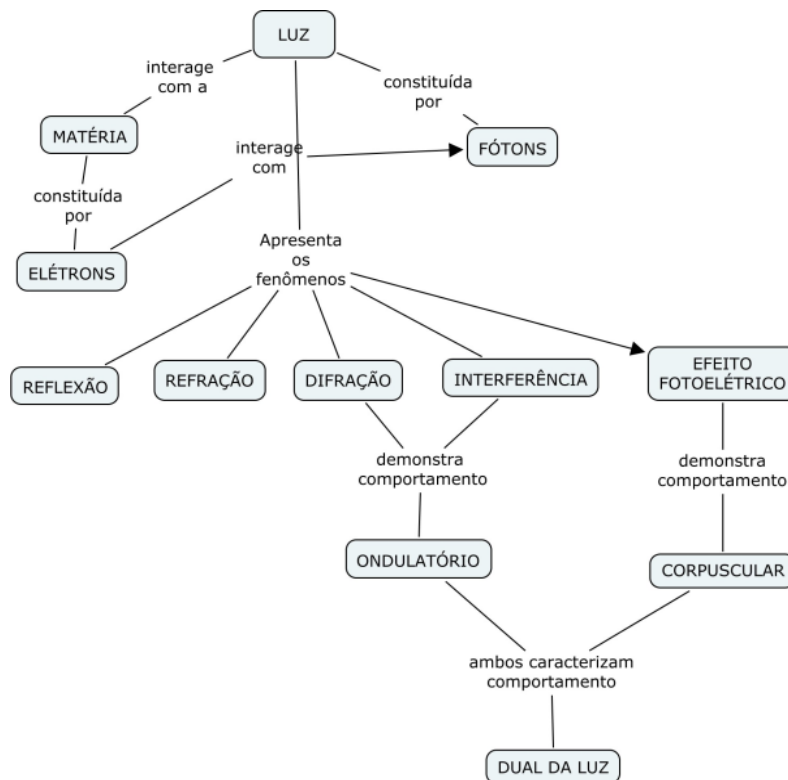 LUZ
interage
com a
constituída
por
MATÉRIA
interage
com
FÓTONS
constituída
por
ELÉTRONS
Apresenta
os
fenômenos
REFLEXÃO
REFRAÇÃO
DIFRAÇÃO
INTERFERÊNCIA
EFEITO
FOTOELÉTRICO
demonstra
comportamento
demonstra
comportamento
ONDULATÓRIO
CORPUSCULAR
ambos caracterizam
comportamento
DUAL DA LUZ